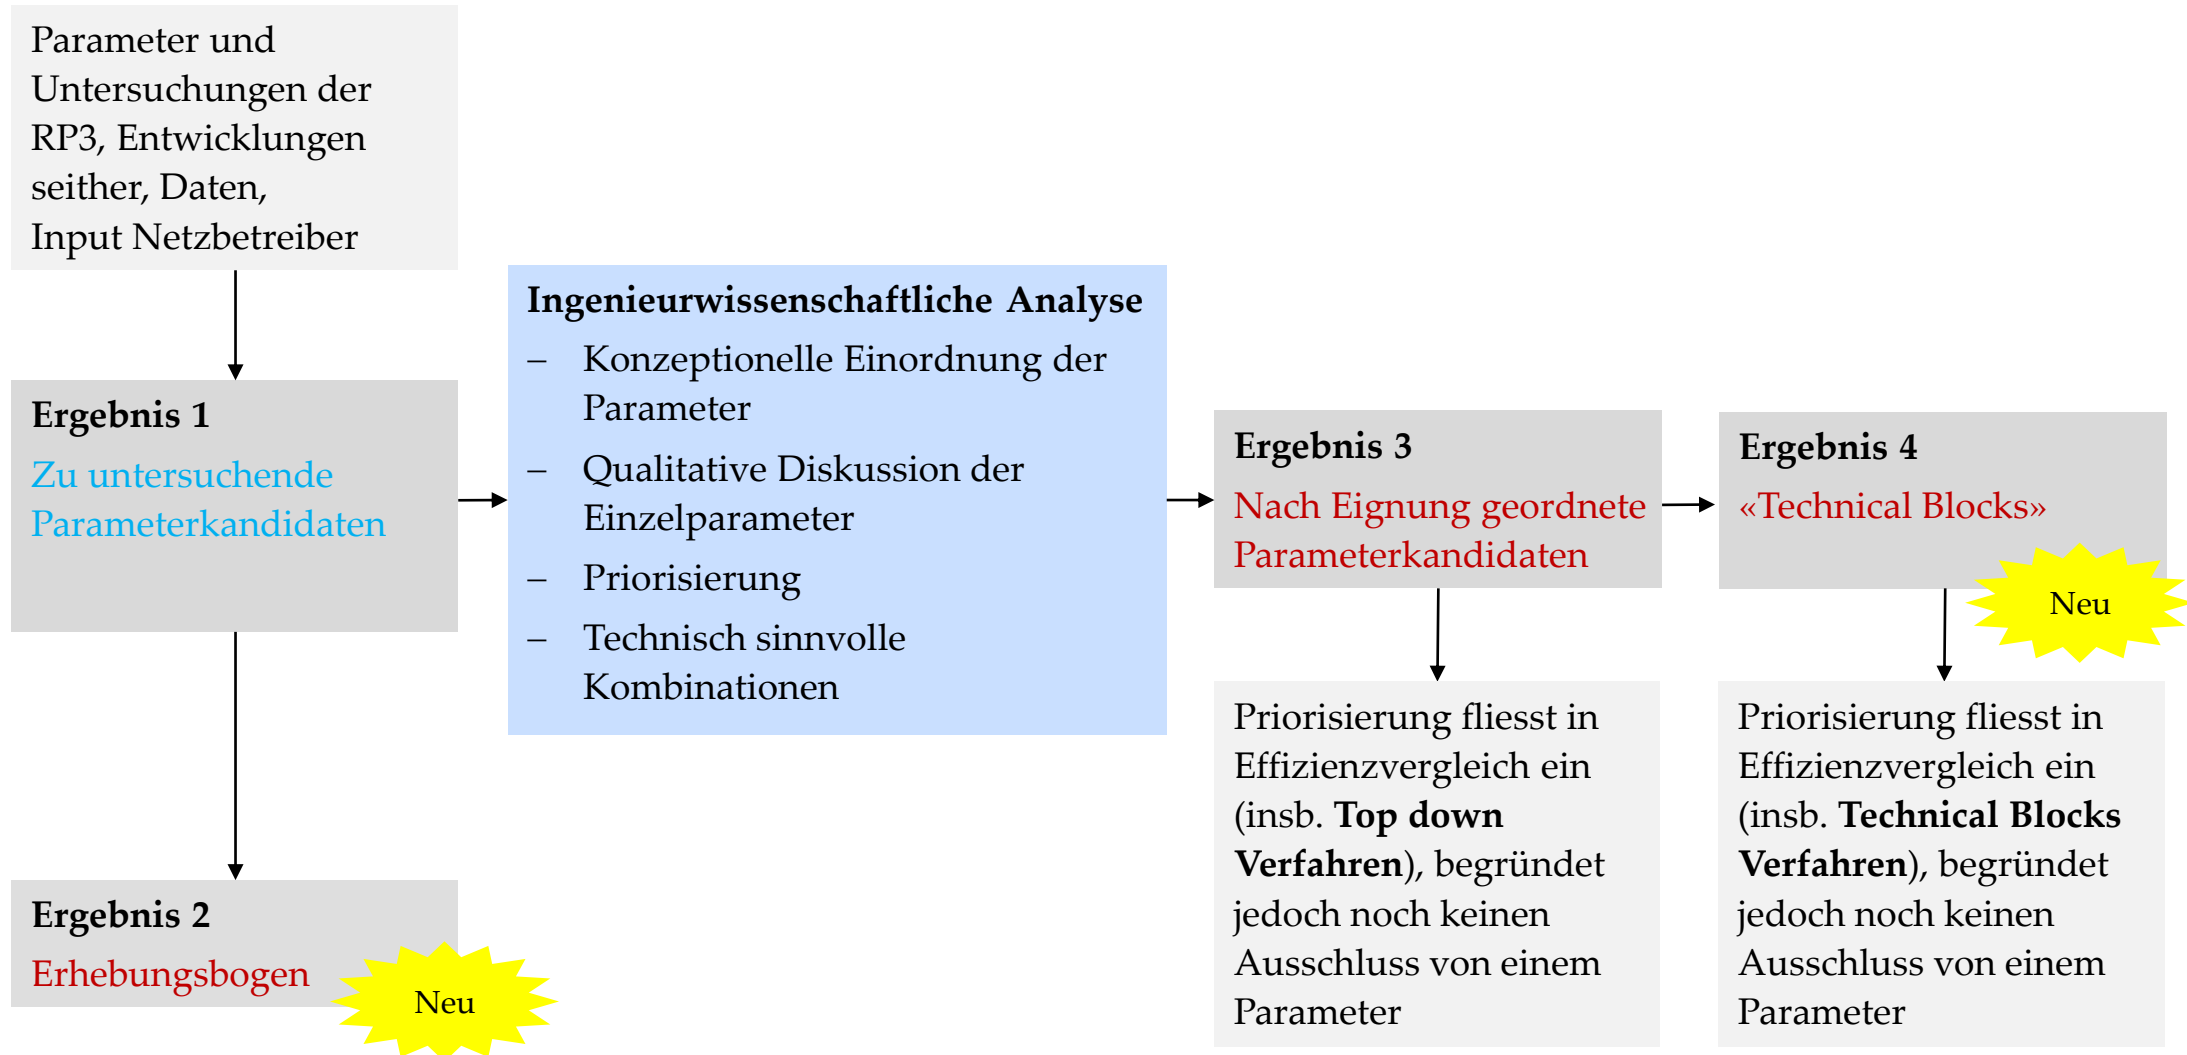 Parameter und
Untersuchungen der
RP3, Entwicklungen
seither, Daten,
Input Netzbetreiber
Ergebnis 1
Zu untersuchende
Parameterkandidaten
Ergebnis 2
Erhebungsbogen
Neu
Ingenieurwissenschaftliche Analyse
– Konzeptionelle Einordnung der
Parameter
– Qualitative Diskussion der
Einzelparameter
– Priorisierung
– Technisch sinnvolle
Kombinationen
Ergebnis 3
Nach Eignung geordnete
Parameterkandidaten
Priorisierung fliesst in
Effizienzvergleich ein
(insb. Top down
Verfahren), begründet
jedoch noch keinen
Ausschluss von einem
Parameter
Ergebnis 4
«Technical Blocks»
Neu
Priorisierung fliesst in
Effizienzvergleich ein
(insb. Technical Blocks
Verfahren), begründet
jedoch noch keinen
Ausschluss von einem
Parameter